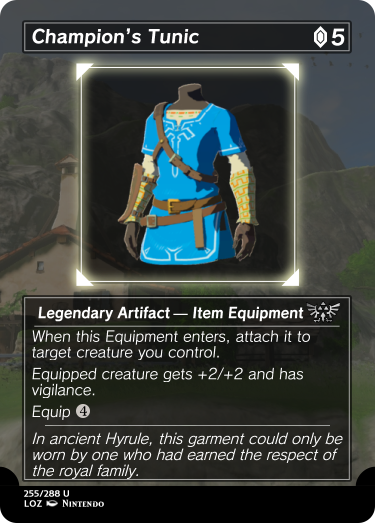 Champion's Tunic 5
Legendary Artifact — Item Equipment
When this Equipment enters, attach it to
target creature you control.
Equipped creature gets +2/+2 and has
vigilance.
Equip 4
In ancient Hyrule, this garment could only be
worn by one who had earned the respect of
the royal family.
255/288 U
LOZ Nintendo